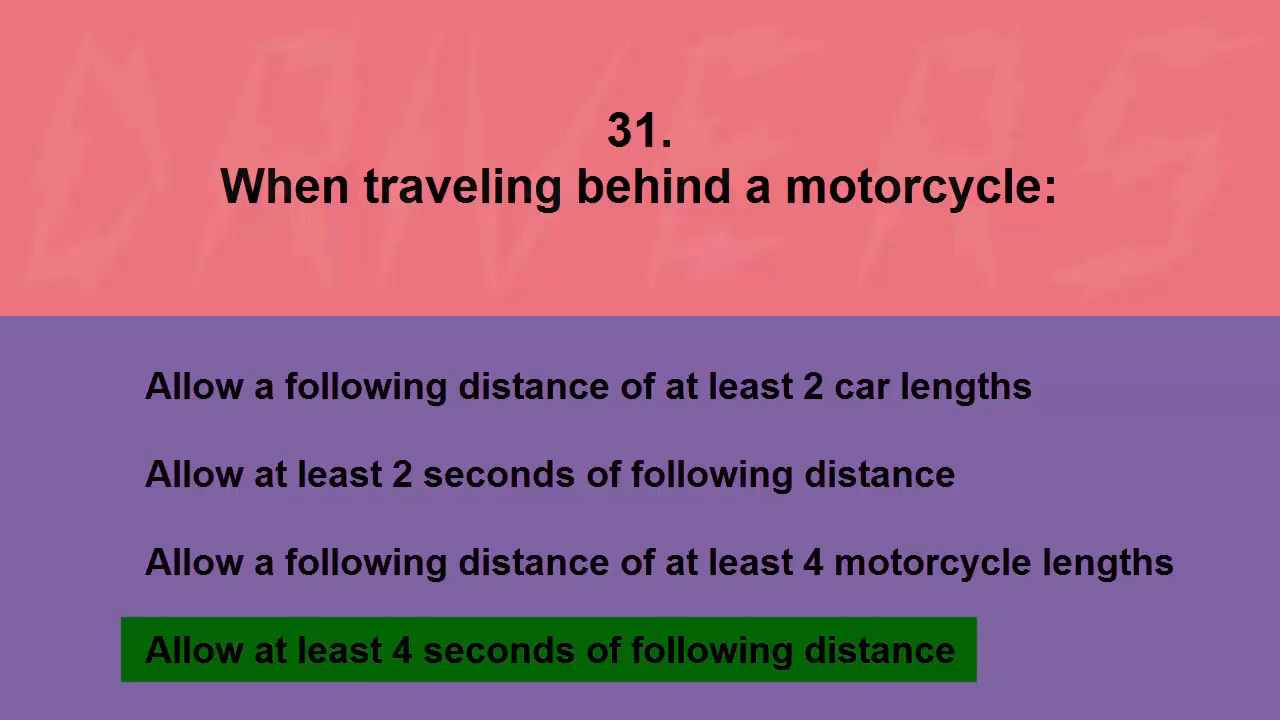 DRIVERS
31.
When traveling behind a motorcycle:
Allow a following distance of at least 2 car lengths
Allow at least 2 seconds of following distance
Allow a following distance of at least 4 motorcycle lengths
Allow at least 4 seconds of following distance